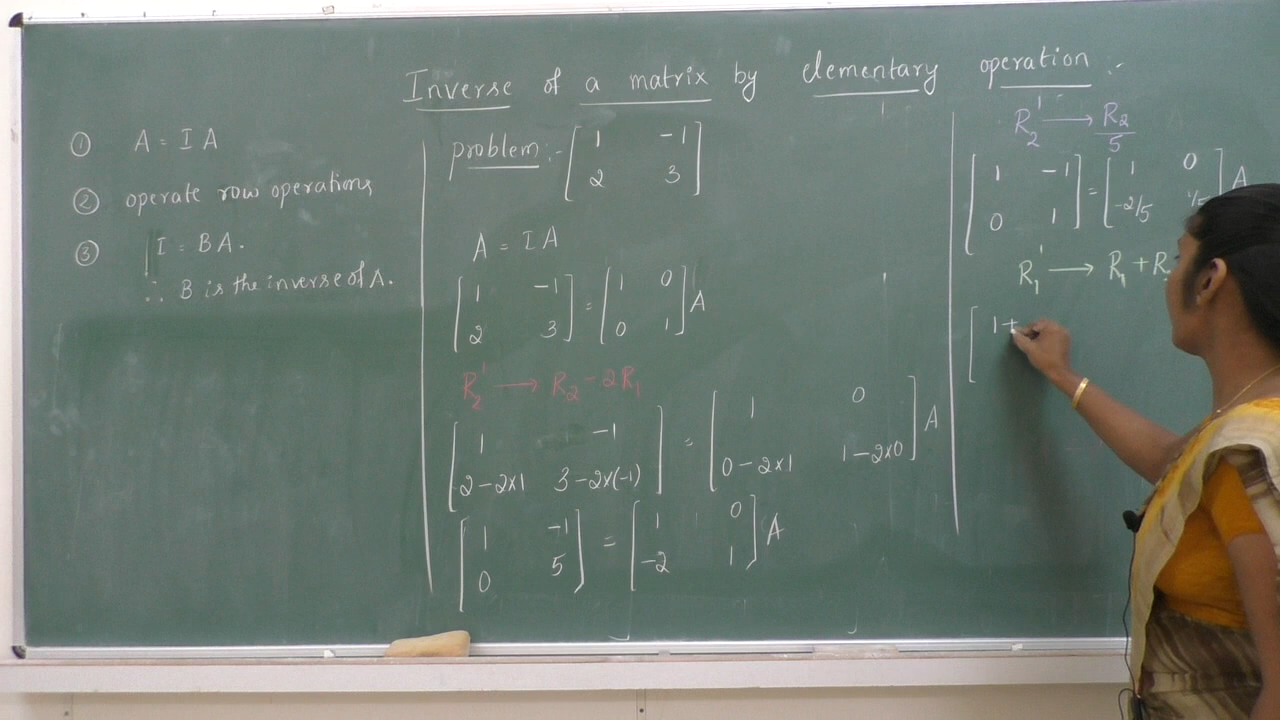 Inverse of a matrix by elementary operation :-
① A = I A
② operate row operations
③ I = BA.
∴ B is the inverse of A.
problem :- [ 1 -1
2 3 ]
A = I A
[ 1 -1 ] = [ 1 0 ] A
[ 2 3 ] [ 0 1 ]
R₂' → R₂ - 2R₁
[ 1 -1 ] = [ 1 0 ] A
[ 2-2×1 3-2×(-1) ] [ 0-2×1 1-2×0 ]
[ 1 -1 ] = [ 1 0 ] A
[ 0 5 ] [ -2 1 ]
R₂' → R₂/5
[ 1 -1 ] = [ 1 0 ] A
[ 0 1 ] [ -2/5 1/5 ]
R₁' → R₁ + R
[ 1+